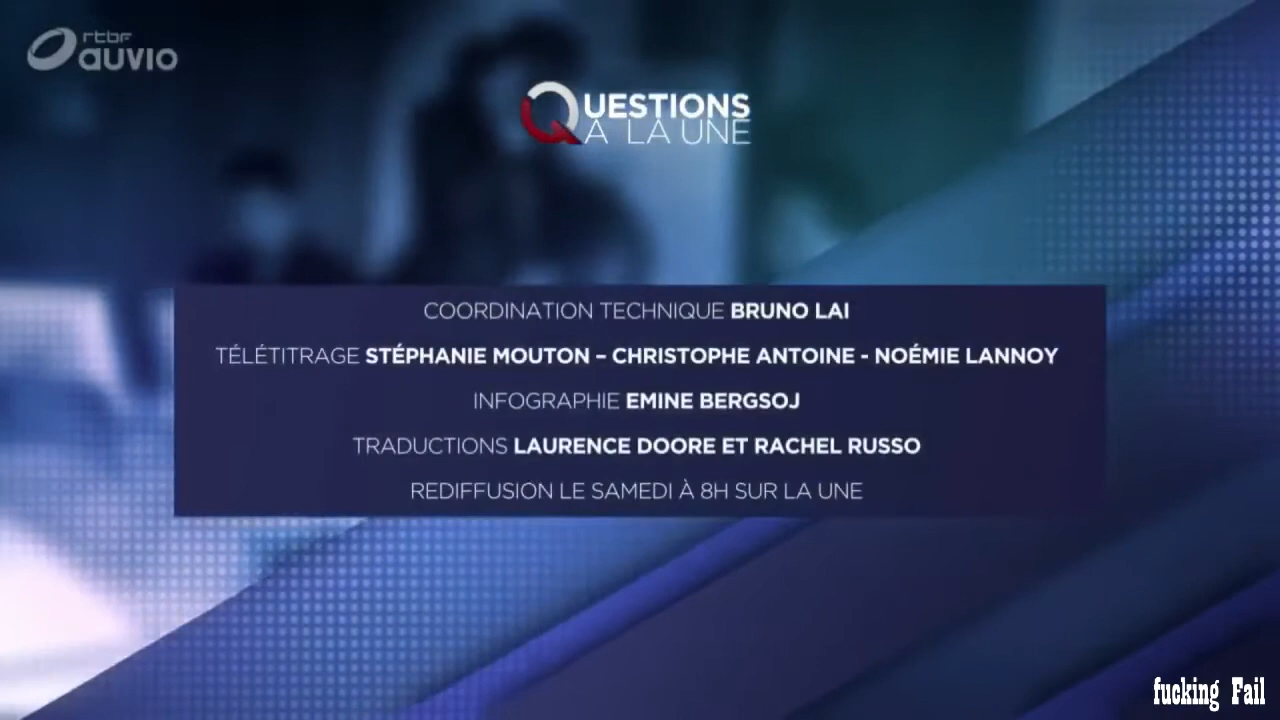 rtbf
auvio
QUESTIONS
À LA UNE
COORDINATION TECHNIQUE BRUNO LAI
TÉLÉTITRAGE STÉPHANIE MOUTON – CHRISTOPHE ANTOINE - NOÉMIE LANNOY
INFOGRAPHIE EMINE BERGSOJ
TRADUCTIONS LAURENCE DOORE ET RACHEL RUSSO
REDIFFUSION LE SAMEDI À 8H SUR LA UNE
fucking Fail